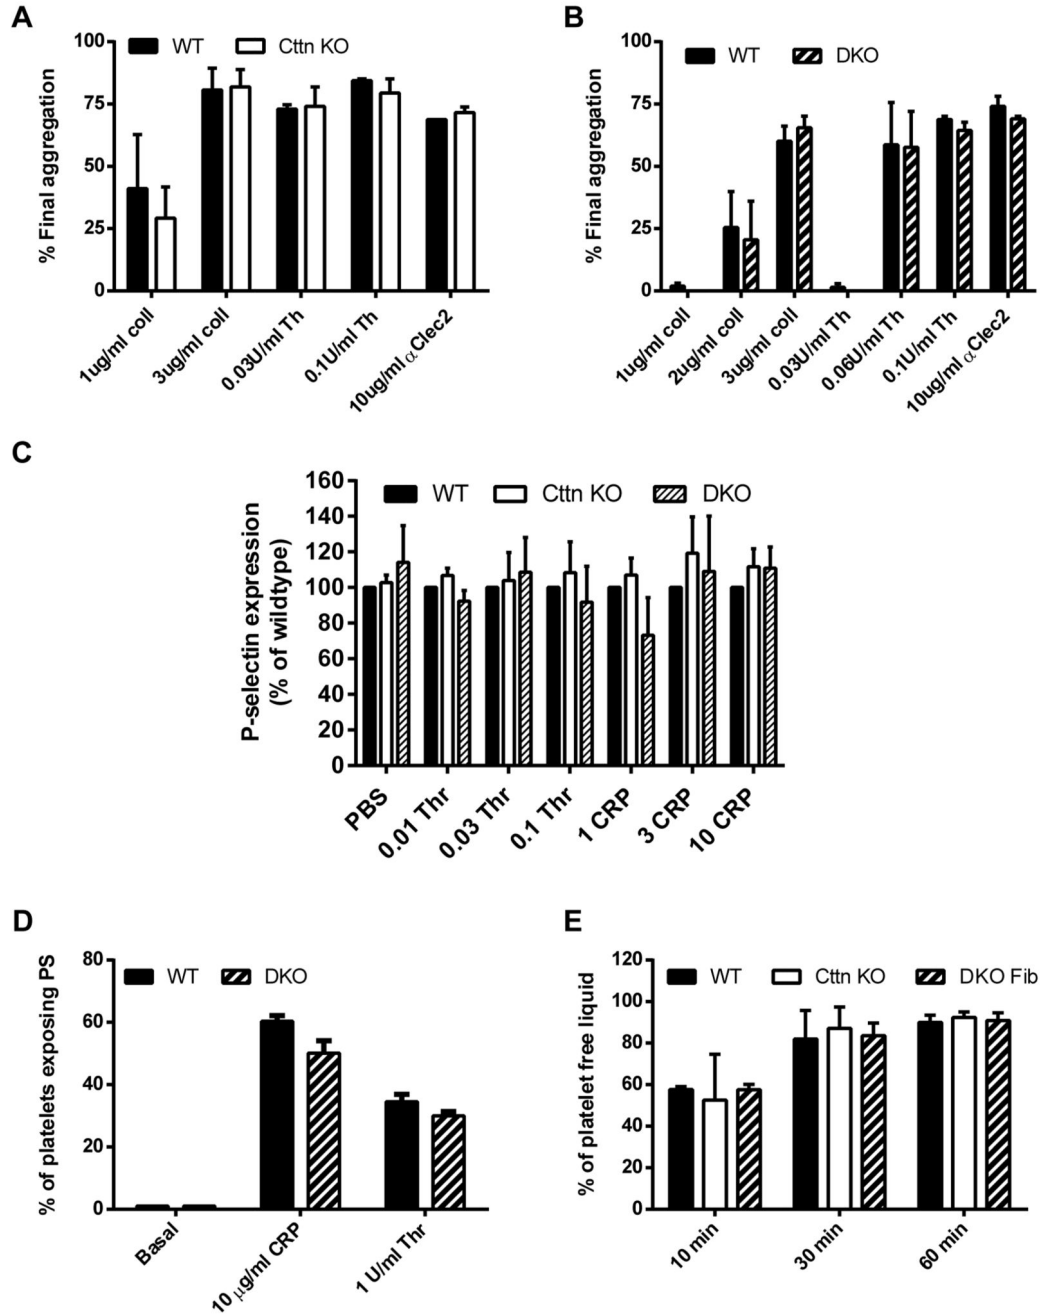 A
WT Cttn KO
% Final aggregation
100
75
50
25
0
1ug/ml coll
3ug/ml coll
0.03U/ml Th
0.1U/ml Th
10ug/ml αClec2
B
WT DKO
% Final aggregation
100
75
50
25
0
1ug/ml coll
2ug/ml coll
3ug/ml coll
0.03U/ml Th
0.06U/ml Th
0.1U/ml Th
10ug/ml αClec2
C
WT Cttn KO DKO
P-selectin expression
(% of wildtype)
160
140
120
100
80
60
40
20
0
PBS
0.01 Thr
0.03 Thr
0.1 Thr
1 CRP
3 CRP
10 CRP
D
WT DKO
% of platelets exposing PS
80
60
40
20
0
Basal
10 µg/ml CRP
1 U/ml Thr
E
WT Cttn KO DKO Fib
% of platelet free liquid
120
100
80
60
40
20
0
10 min
30 min
60 min